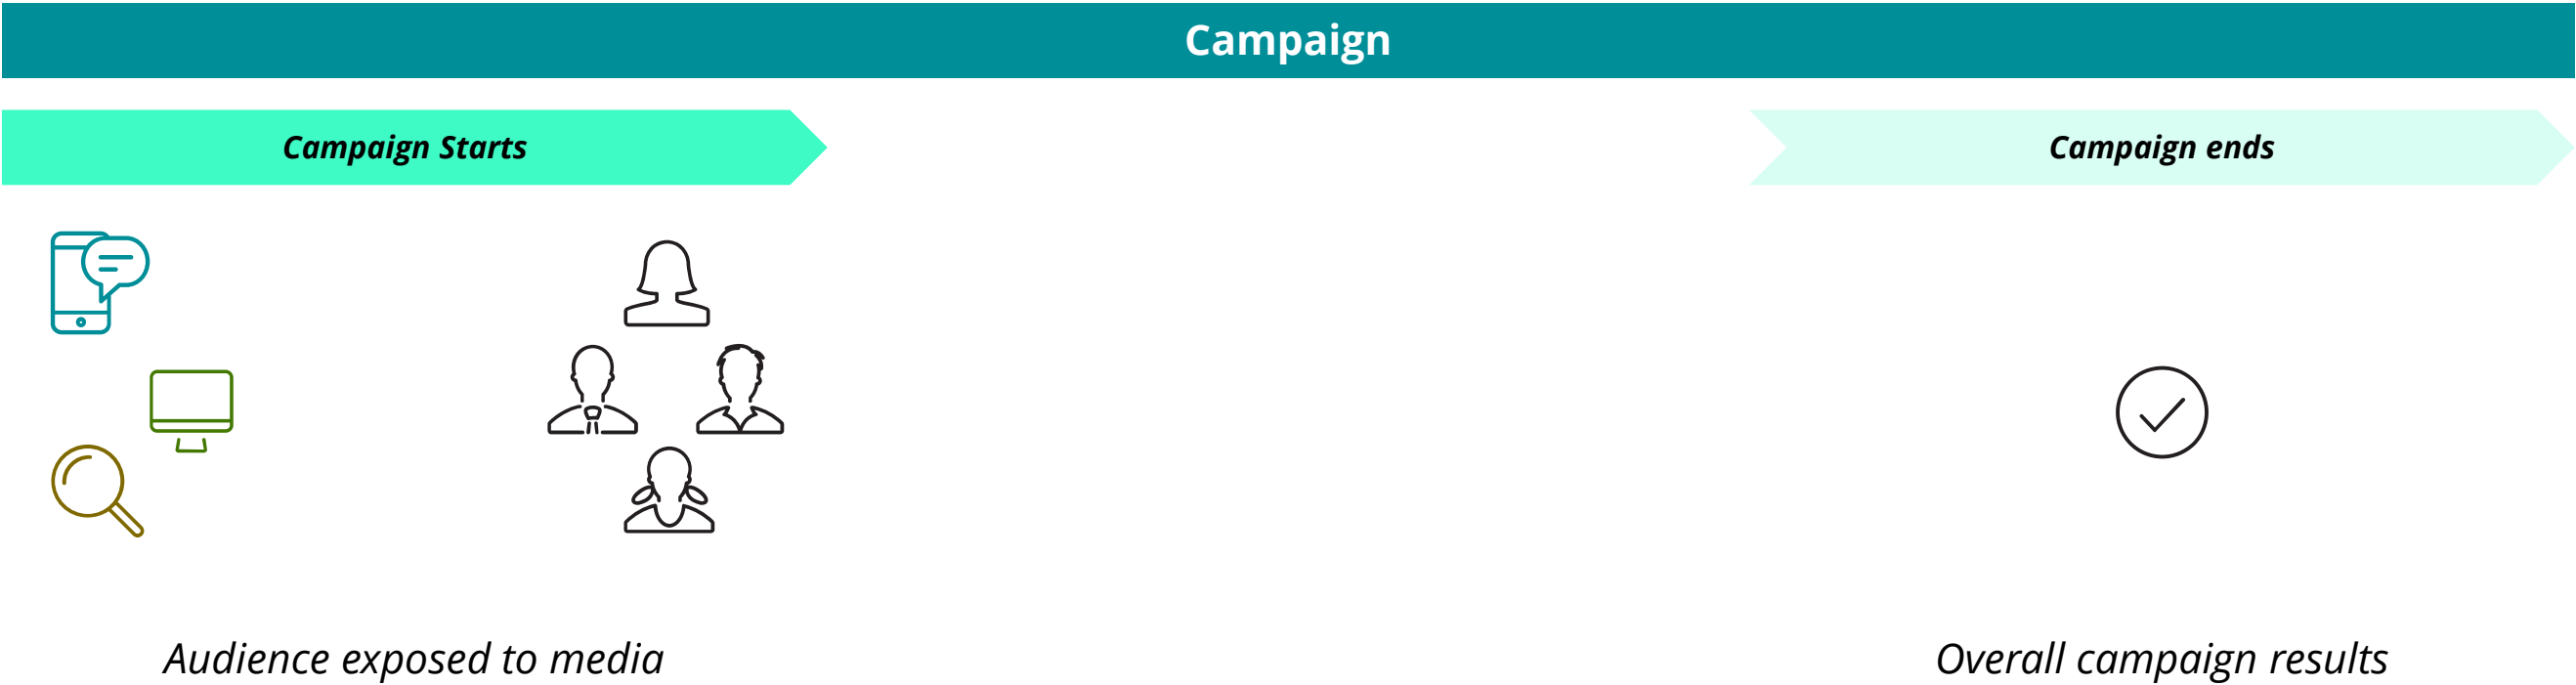 Campaign
Campaign Starts
Campaign ends
Audience exposed to media
Overall campaign results